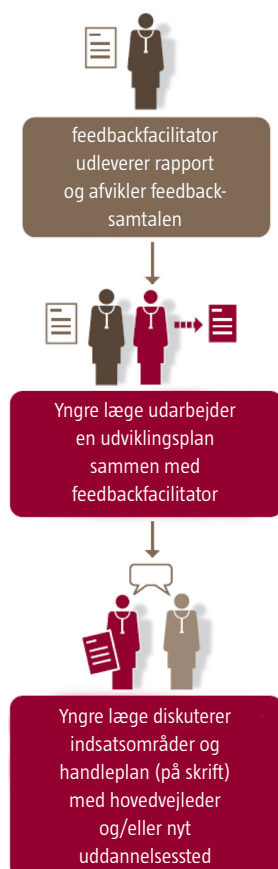 feedbackfacilitator
udleverer rapport
og afvikler feedback-
samtalen
Yngre læge udarbejder
en udviklingsplan
sammen med
feedbackfacilitator
Yngre læge diskuterer
indsatsområder og
handleplan (på skrift)
med hovedvejleder
og/eller nyt
uddannelsessted